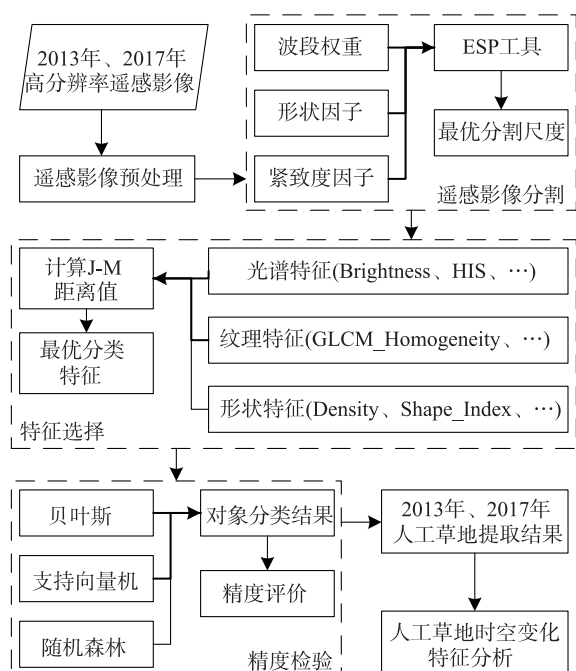 2013年、2017年
高分辨率遥感影像
遥感影像预处理
波段权重
形状因子
紧致度因子
ESP工具
最优分割尺度
遥感影像分割
计算J-M
距离值
最优分类
特征
光谱特征(Brightness、HIS、…)
纹理特征(GLCM_Homogeneity、…)
形状特征(Density、Shape_Index、…)
特征选择
贝叶斯
支持向量机
随机森林
对象分类结果
精度评价
精度检验
2013年、2017年
人工草地提取结果
人工草地时空变化
特征分析